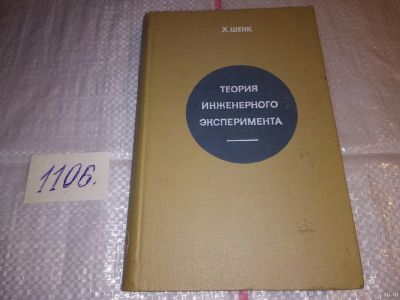 Х. ШЕНК
ТЕОРИЯ
ИНЖЕНЕРНОГО
ЭКСПЕРИМЕНТА
1106.